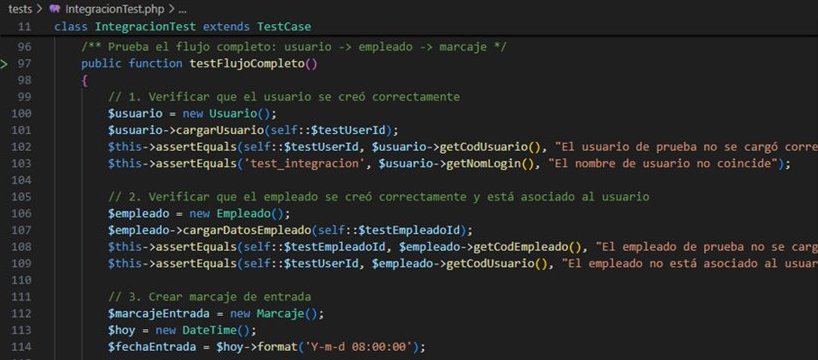 tests > IntegracionTest.php > ...
11 class IntegracionTest extends TestCase
96 /** Prueba el flujo completo: usuario -> empleado -> marcaje */
97 public function testFlujoCompleto()
98 {
99 // 1. Verificar que el usuario se creó correctamente
100 $usuario = new Usuario();
101 $usuario->cargarUsuario(self::$testUserId);
102 $this->assertEquals(self::$testUserId, $usuario->getCodUsuario(), "El usuario de prueba no se cargó corre
103 $this->assertEquals('test_integracion', $usuario->getNomLogin(), "El nombre de usuario no coincide");
104
105 // 2. Verificar que el empleado se creó correctamente y está asociado al usuario
106 $empleado = new Empleado();
107 $empleado->cargarDatosEmpleado(self::$testEmpleadoId);
108 $this->assertEquals(self::$testEmpleadoId, $empleado->getCodEmpleado(), "El empleado de prueba no se carg
109 $this->assertEquals(self::$testUserId, $empleado->getCodUsuario(), "El empleado no está asociado al usuar
110
111 // 3. Crear marcaje de entrada
112 $marcajeEntrada = new Marcaje();
113 $hoy = new DateTime();
114 $fechaEntrada = $hoy->format('Y-m-d 08:00:00');